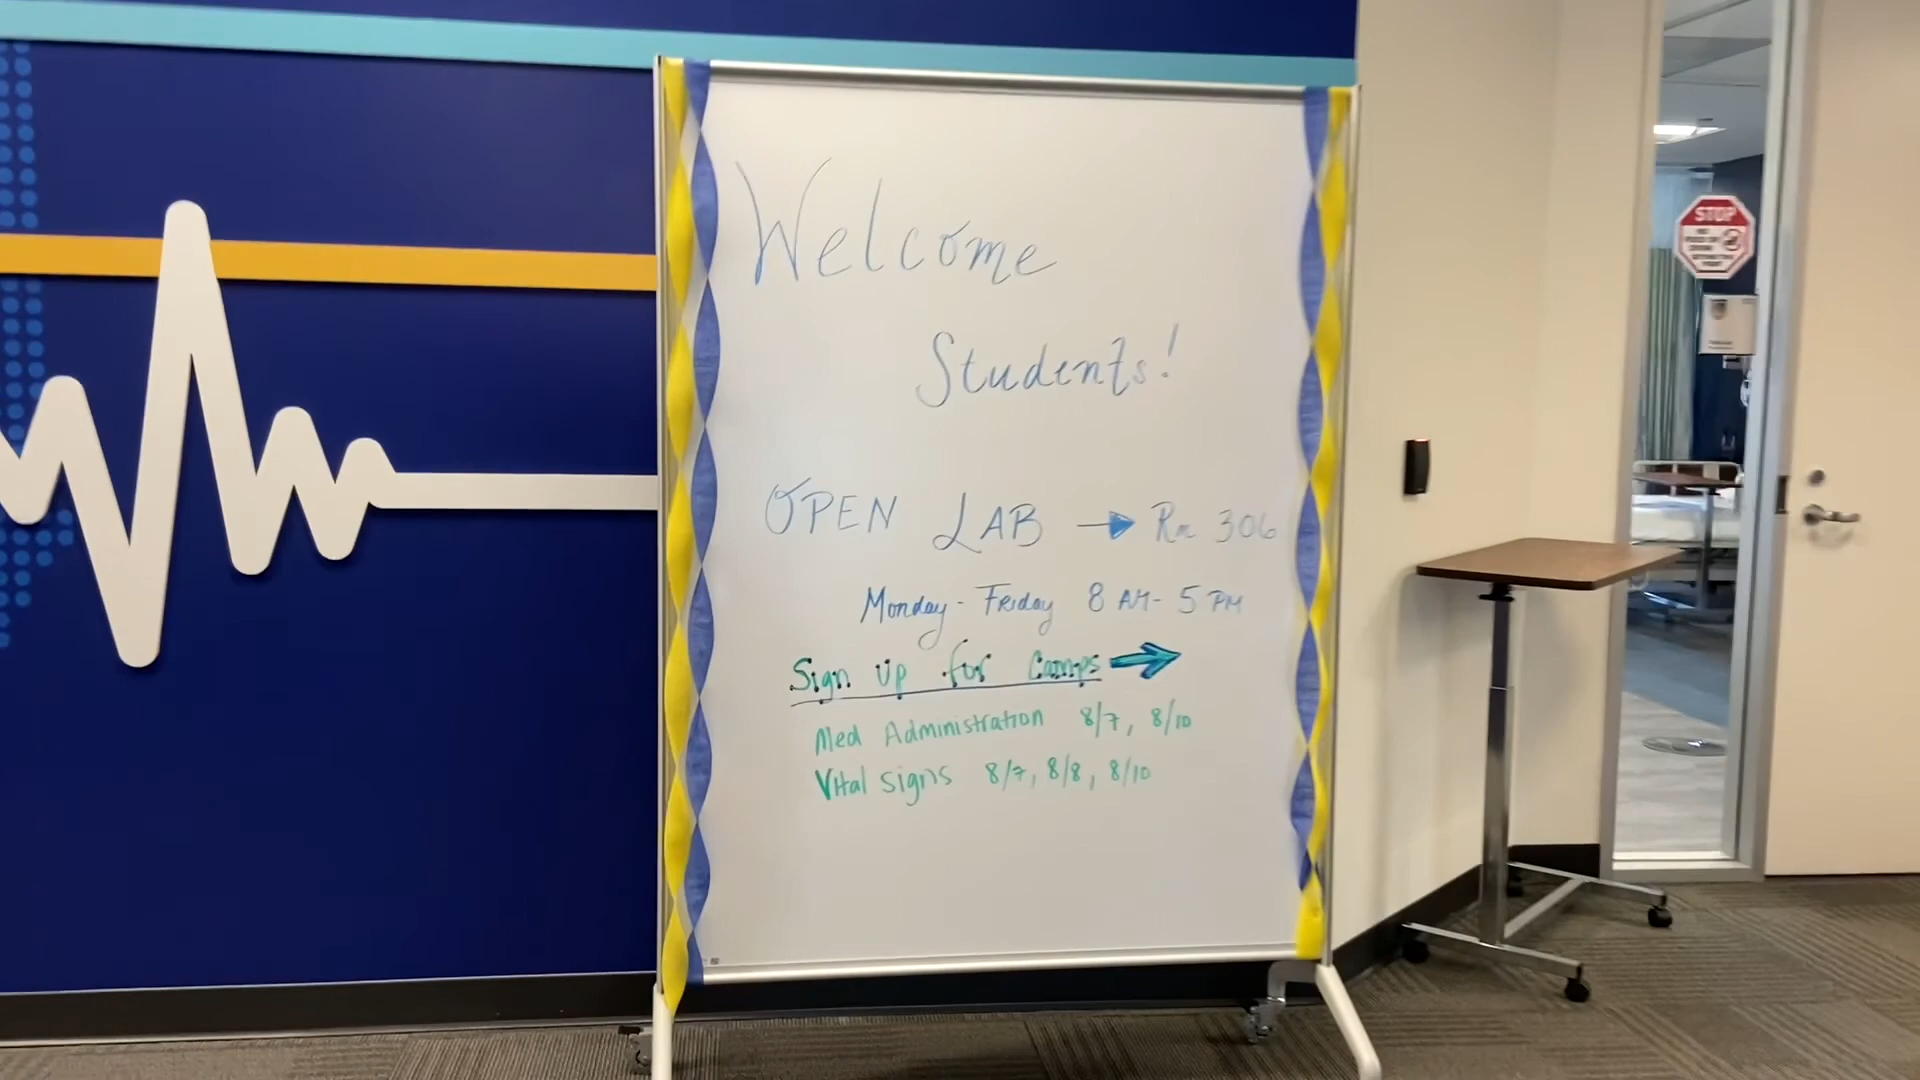 Welcome
Students!
OPEN LAB → Rm 306
Monday - Friday 8 AM - 5 PM
Sign Up for Camps →
Med Administration 8/7, 8/10
Vital signs 8/7, 8/8, 8/10
STOP